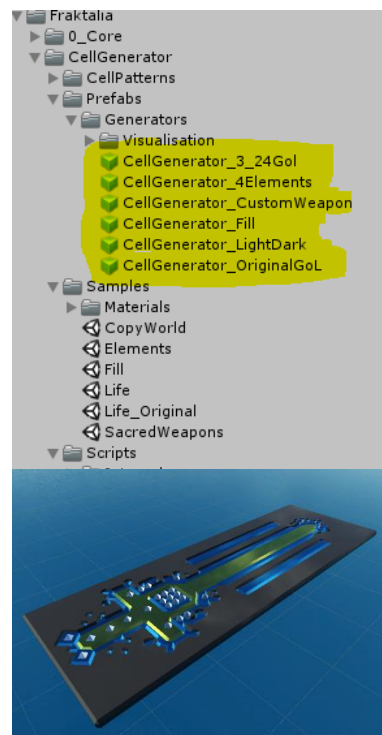 Fraktalia
0_Core
CellGenerator
CellPatterns
Prefabs
Generators
Visualisation
CellGenerator_3_24Gol
CellGenerator_4Elements
CellGenerator_CustomWeapon
CellGenerator_Fill
CellGenerator_LightDark
CellGenerator_OriginalGoL
Samples
Materials
CopyWorld
Elements
Fill
Life
Life_Original
SacredWeapons
Scripts